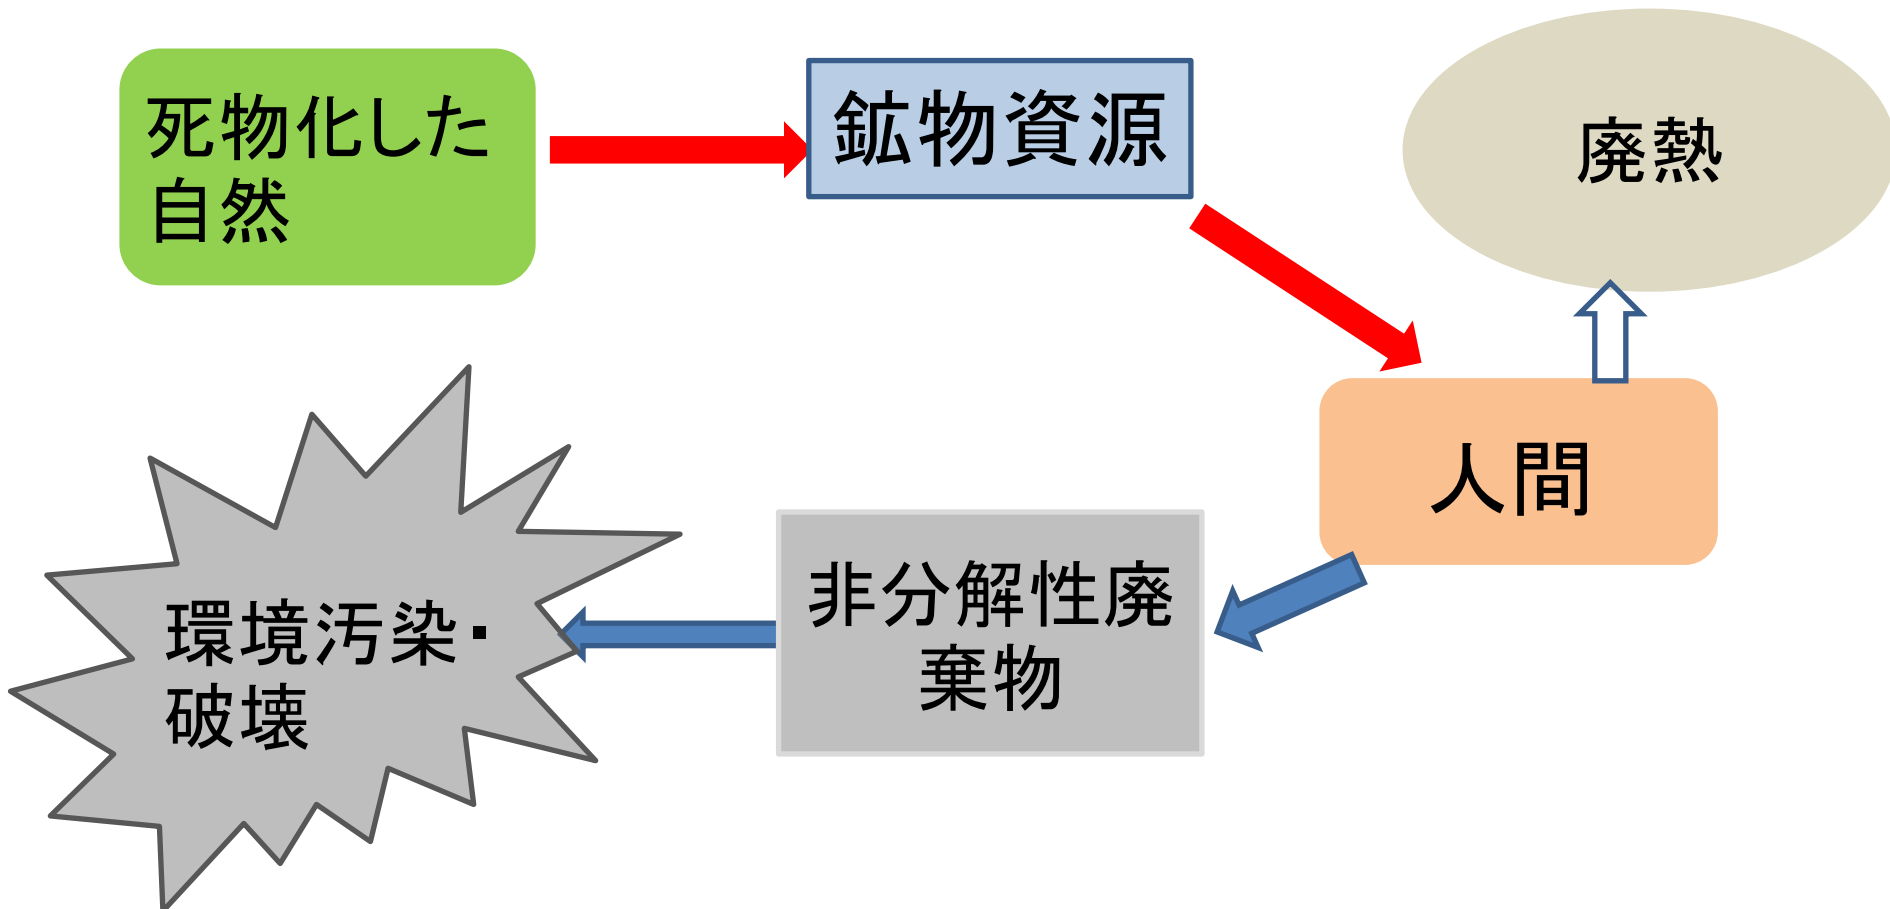 死物化した
自然
鉱物資源
廃熱
人間
非分解性廃
棄物
環境汚染・
破壊